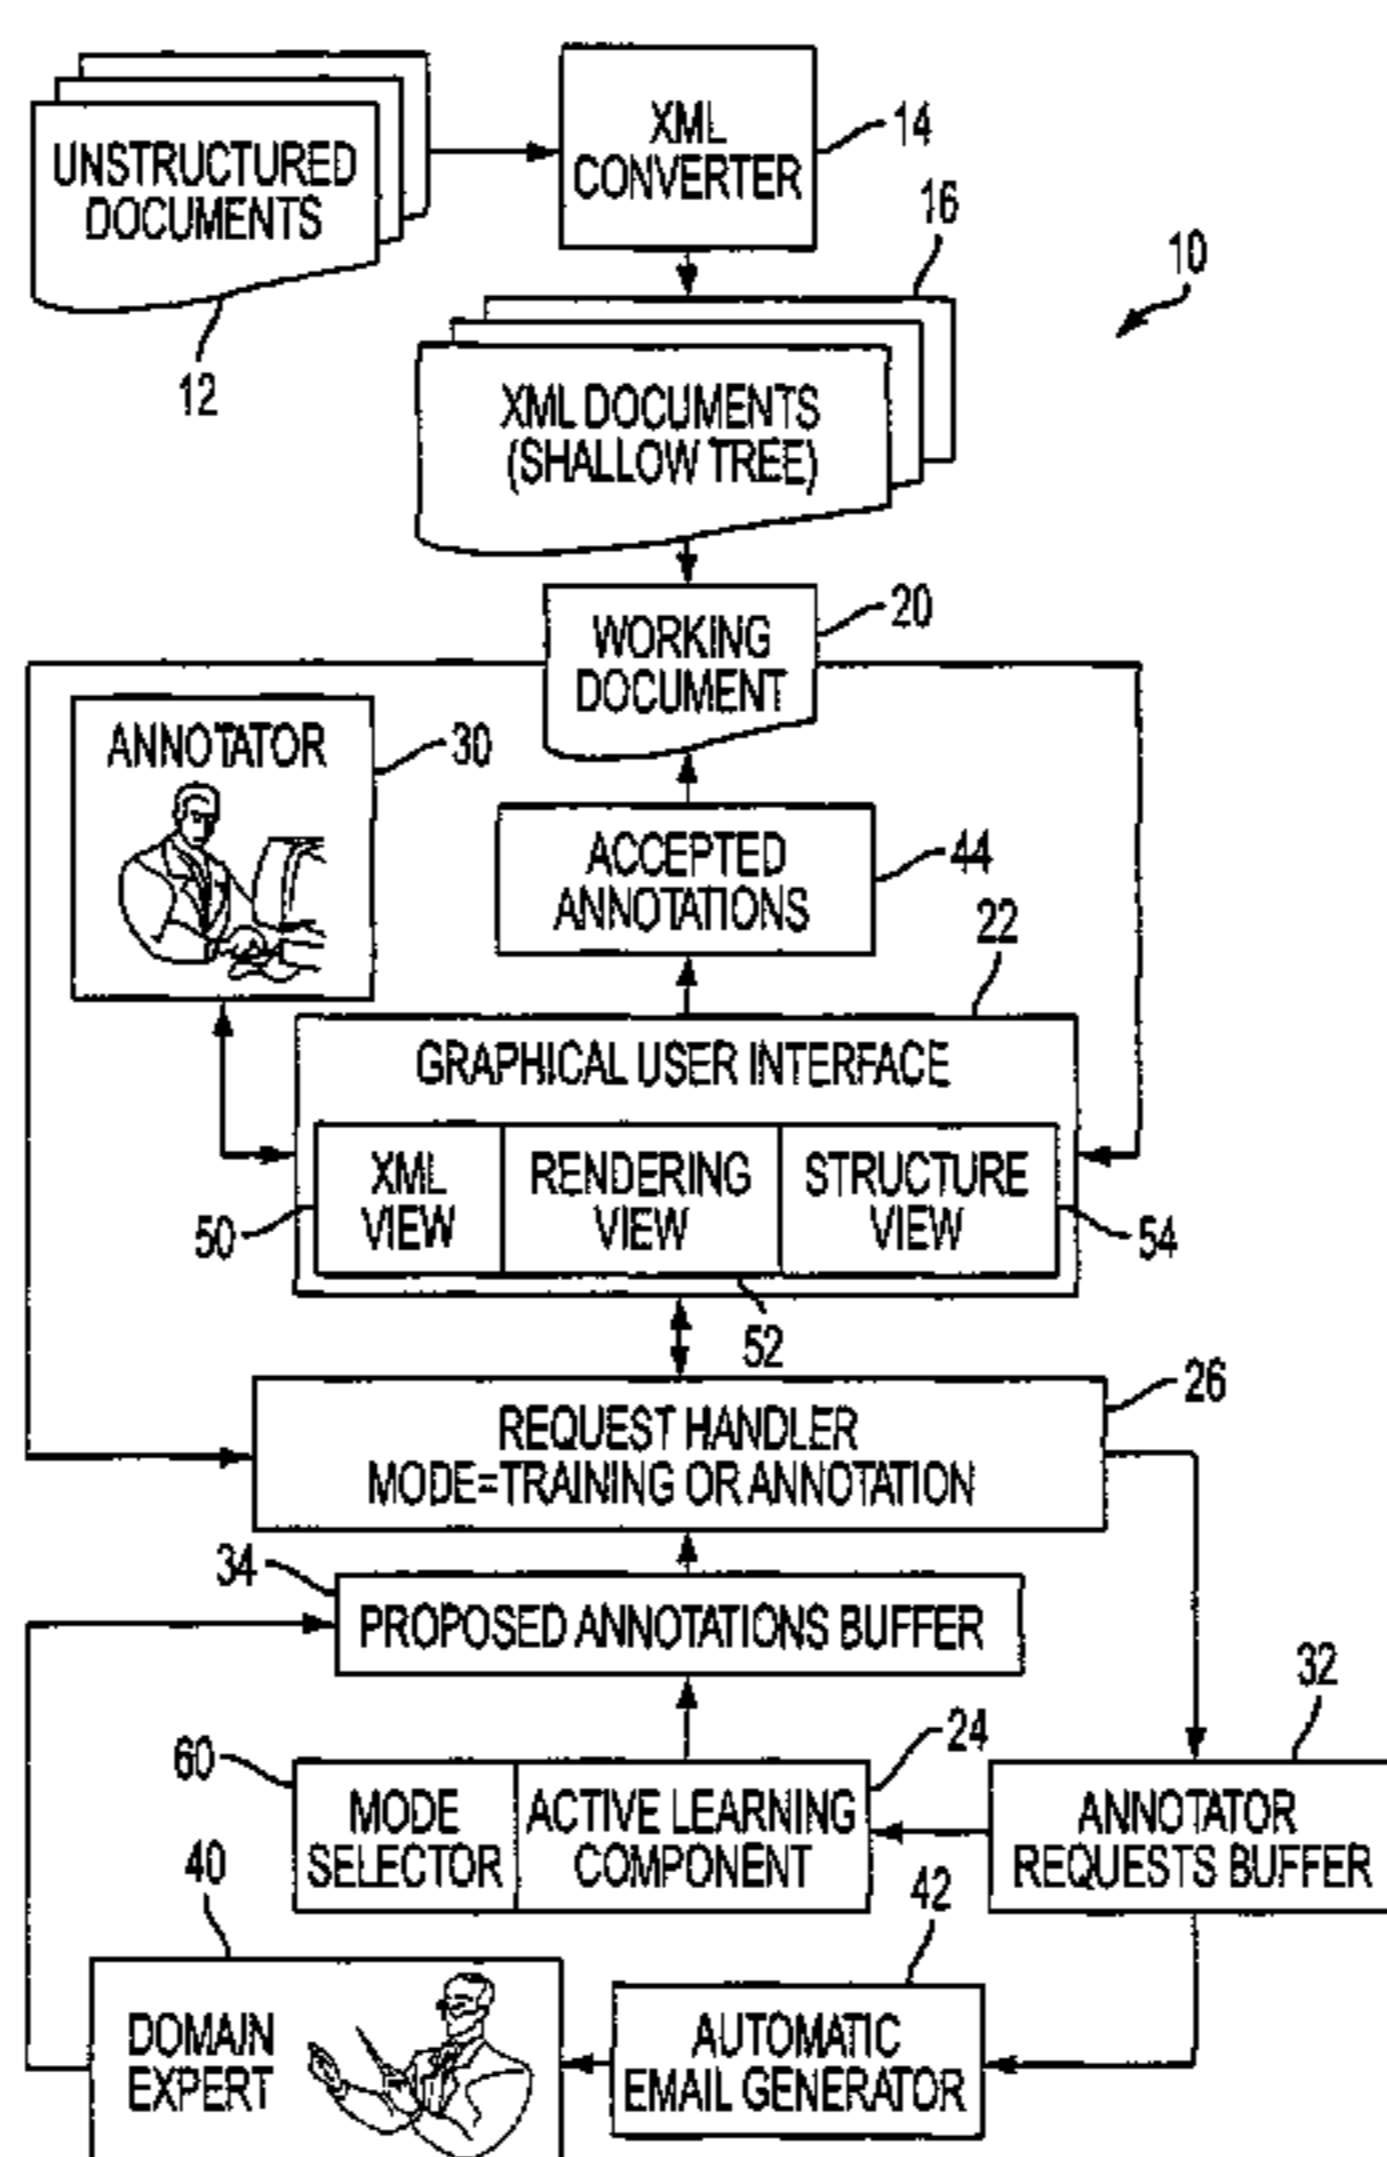 UNSTRUCTURED
DOCUMENTS
12
XML
CONVERTER
14
16
10
XML DOCUMENTS
(SHALLOW TREE)
WORKING
DOCUMENT
20
ANNOTATOR
30
ACCEPTED
ANNOTATIONS
44
22
GRAPHICAL USER INTERFACE
XML
VIEW
50
RENDERING
VIEW
52
STRUCTURE
VIEW
54
REQUEST HANDLER
MODE=TRAINING OR ANNOTATION
26
34
PROPOSED ANNOTATIONS BUFFER
32
60
MODE
SELECTOR
ACTIVE LEARNING
COMPONENT
24
ANNOTATOR
REQUESTS BUFFER
40
42
DOMAIN
EXPERT
AUTOMATIC
EMAIL GENERATOR